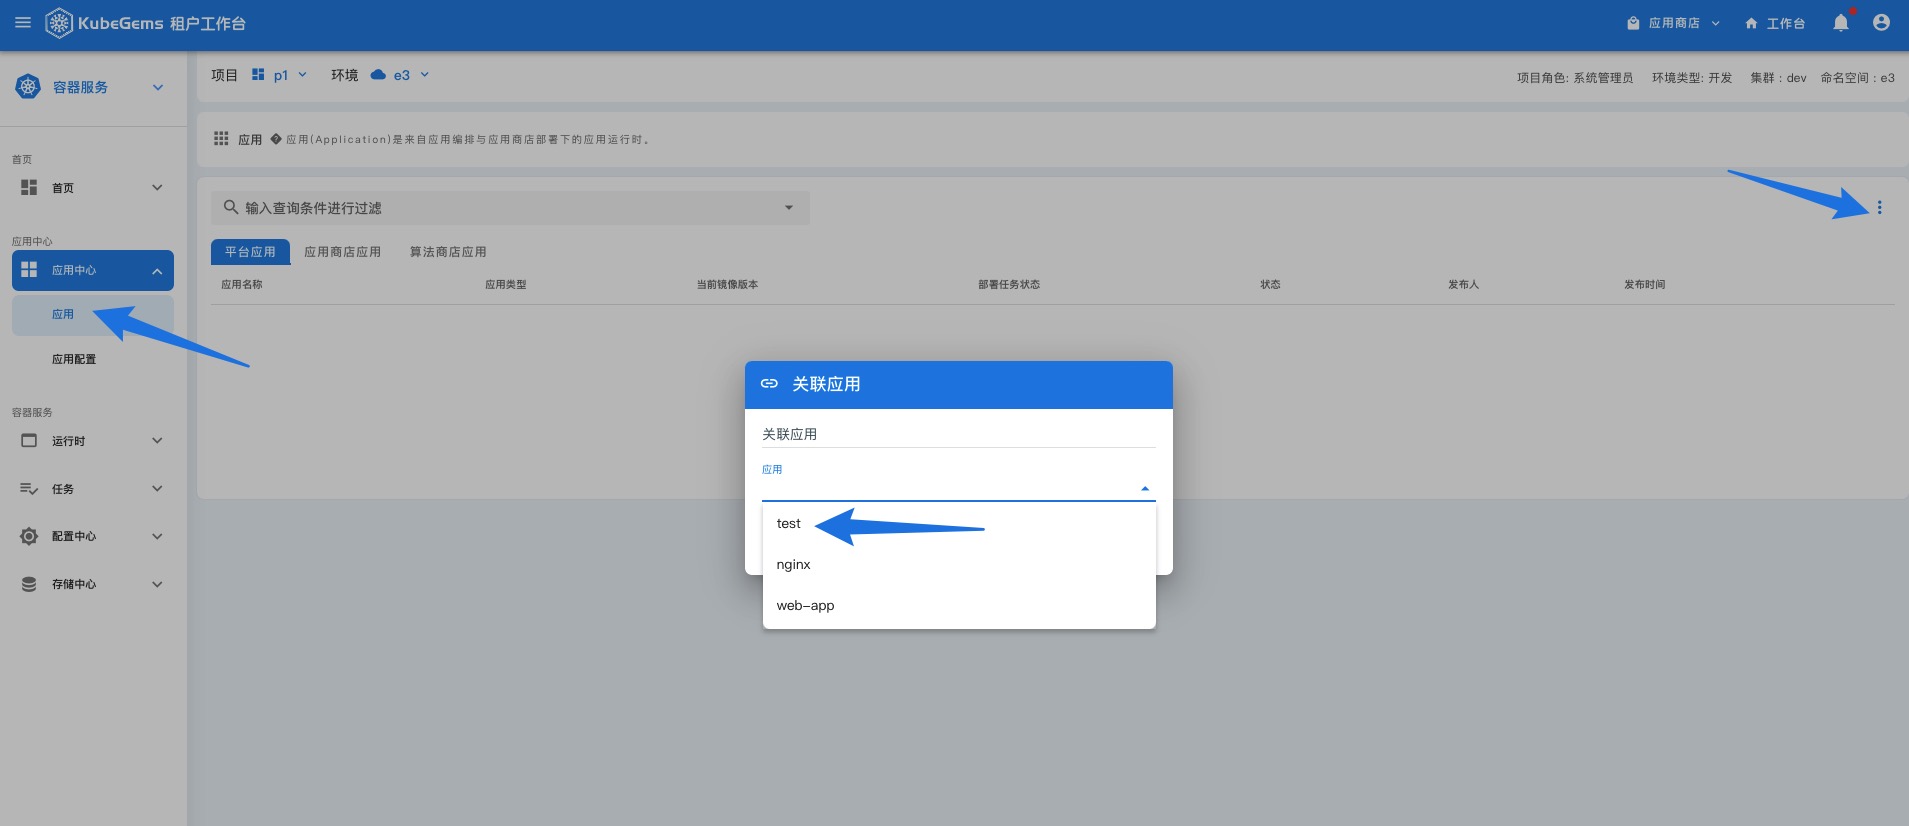 KubeGems 租户工作台
应用商店
工作台
容器服务
项目 p1 环境 e3
项目角色: 系统管理员 环境类型: 开发 集群 : dev 命名空间 : e3
应用 应用(Application)是来自应用编排与应用商店部署下的应用运行时。
首页
首页
应用中心
应用中心
应用
应用配置
容器服务
运行时
任务
配置中心
存储中心
输入查询条件进行过滤
平台应用 应用商店应用 算法商店应用
应用名称 应用类型 当前镜像版本 部署任务状态 状态 发布人 发布时间
关联应用
关联应用
应用
test
nginx
web-app